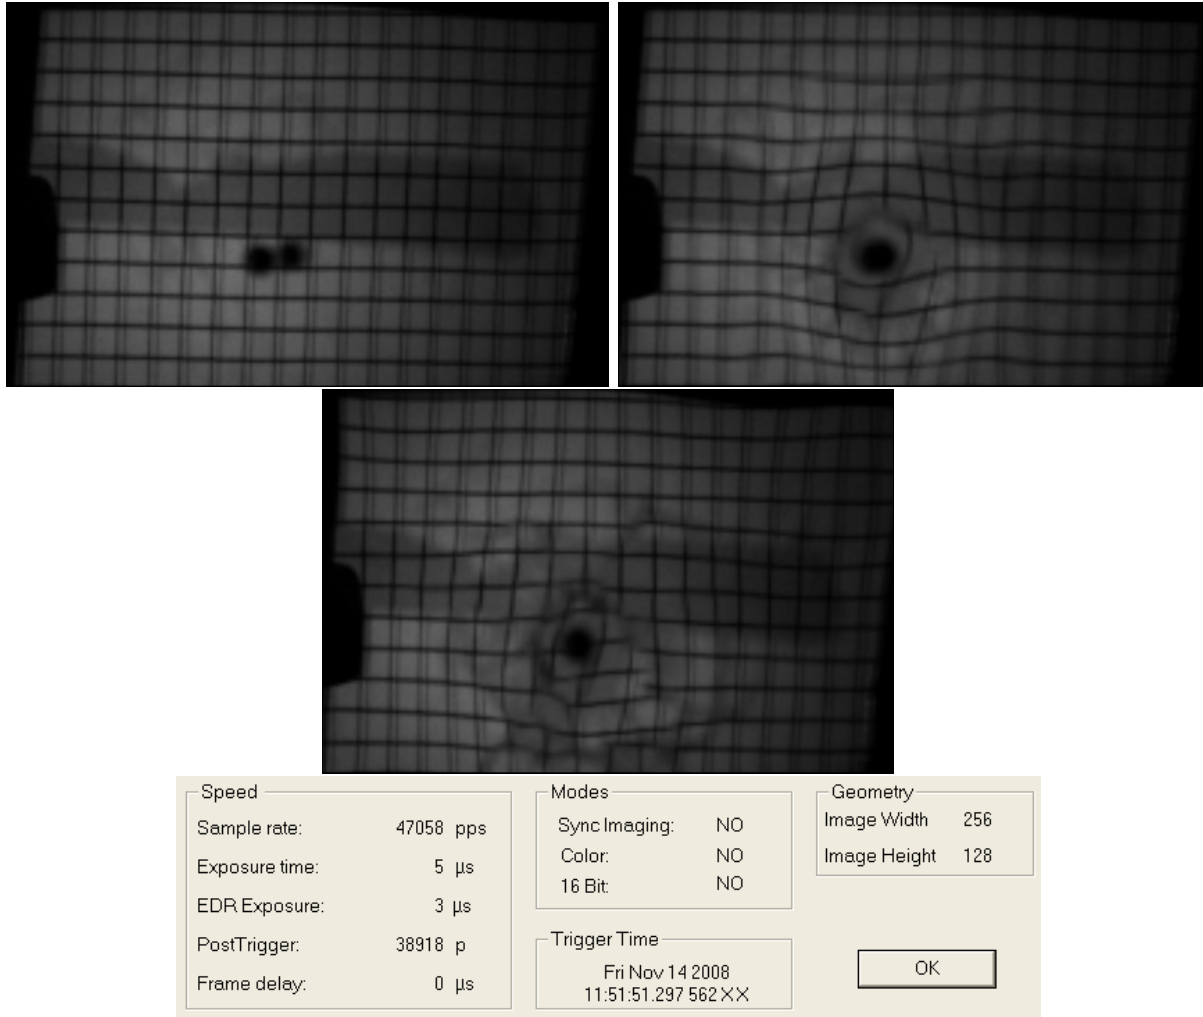 Speed
Sample rate: 47058 pps
Exposure time: 5 µs
EDR Exposure: 3 µs
PostTrigger: 38918 p
Frame delay: 0 µs
Modes
Sync Imaging: NO
Color: NO
16 Bit: NO
Trigger Time
Fri Nov 14 2008
11:51:51.297 562 XX
Geometry
Image Width 256
Image Height 128
OK